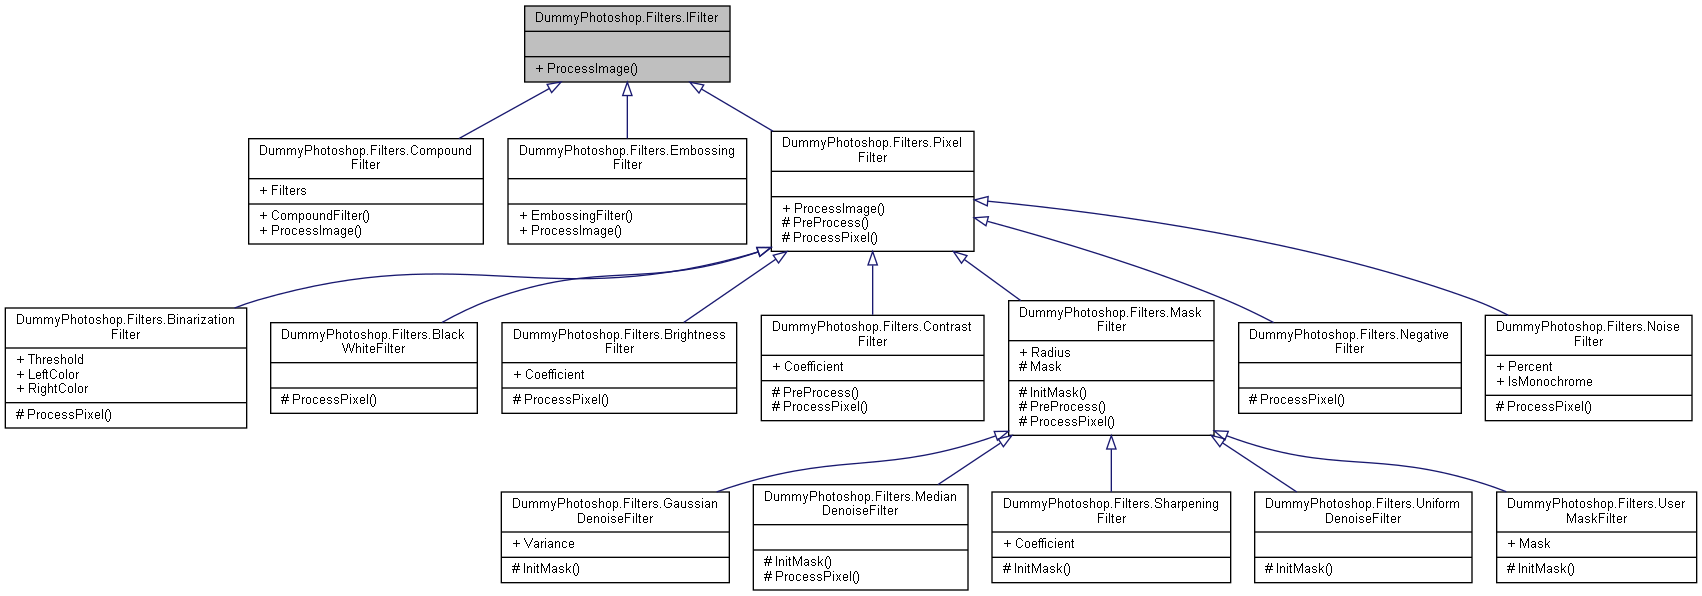 DummyPhotoshop.Filters.IFilter
+ ProcessImage()
DummyPhotoshop.Filters.Compound
Filter
+ Filters
+ CompoundFilter()
+ ProcessImage()
DummyPhotoshop.Filters.Embossing
Filter
+ EmbossingFilter()
+ ProcessImage()
DummyPhotoshop.Filters.Pixel
Filter
+ ProcessImage()
# PreProcess()
# ProcessPixel()
DummyPhotoshop.Filters.Binarization
Filter
+ Threshold
+ LeftColor
+ RightColor
# ProcessPixel()
DummyPhotoshop.Filters.Black
WhiteFilter
# ProcessPixel()
DummyPhotoshop.Filters.Brightness
Filter
+ Coefficient
# ProcessPixel()
DummyPhotoshop.Filters.Contrast
Filter
+ Coefficient
# PreProcess()
# ProcessPixel()
DummyPhotoshop.Filters.Mask
Filter
+ Radius
# Mask
# InitMask()
# PreProcess()
# ProcessPixel()
DummyPhotoshop.Filters.Negative
Filter
# ProcessPixel()
DummyPhotoshop.Filters.Noise
Filter
+ Percent
+ IsMonochrome
# ProcessPixel()
DummyPhotoshop.Filters.Gaussian
DenoiseFilter
+ Variance
# InitMask()
DummyPhotoshop.Filters.Median
DenoiseFilter
# InitMask()
# ProcessPixel()
DummyPhotoshop.Filters.Sharpening
Filter
+ Coefficient
# InitMask()
DummyPhotoshop.Filters.Uniform
DenoiseFilter
# InitMask()
DummyPhotoshop.Filters.User
MaskFilter
+ Mask
# InitMask()